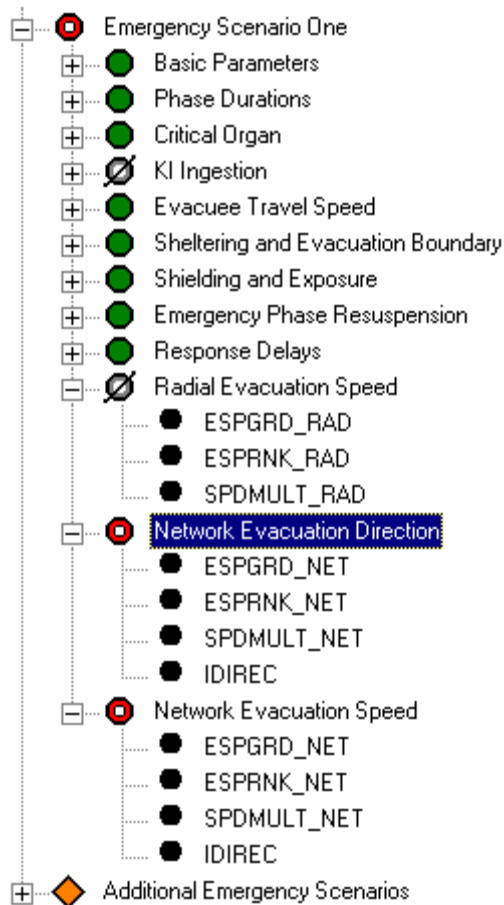 Emergency Scenario One
Basic Parameters
Phase Durations
Critical Organ
KI Ingestion
Evacuee Travel Speed
Sheltering and Evacuation Boundary
Shielding and Exposure
Emergency Phase Resuspension
Response Delays
Radial Evacuation Speed
ESPGRD_RAD
ESPRNK_RAD
SPDMULT_RAD
Network Evacuation Direction
ESPGRD_NET
ESPRNK_NET
SPDMULT_NET
IDIREC
Network Evacuation Speed
ESPGRD_NET
ESPRNK_NET
SPDMULT_NET
IDIREC
Additional Emergency Scenarios